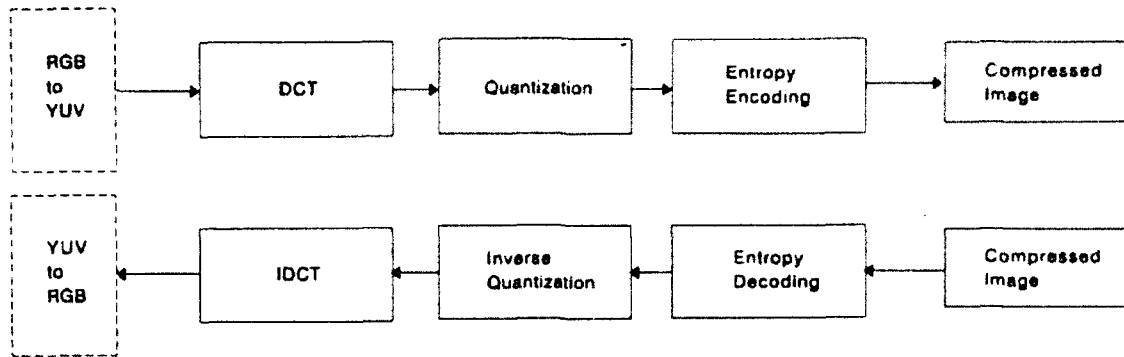 RGB
to
YUV
DCT
Quantization
Entropy
Encoding
Compressed
Image
YUV
to
RGB
IDCT
Inverse
Quantization
Entropy
Decoding
Compressed
Image